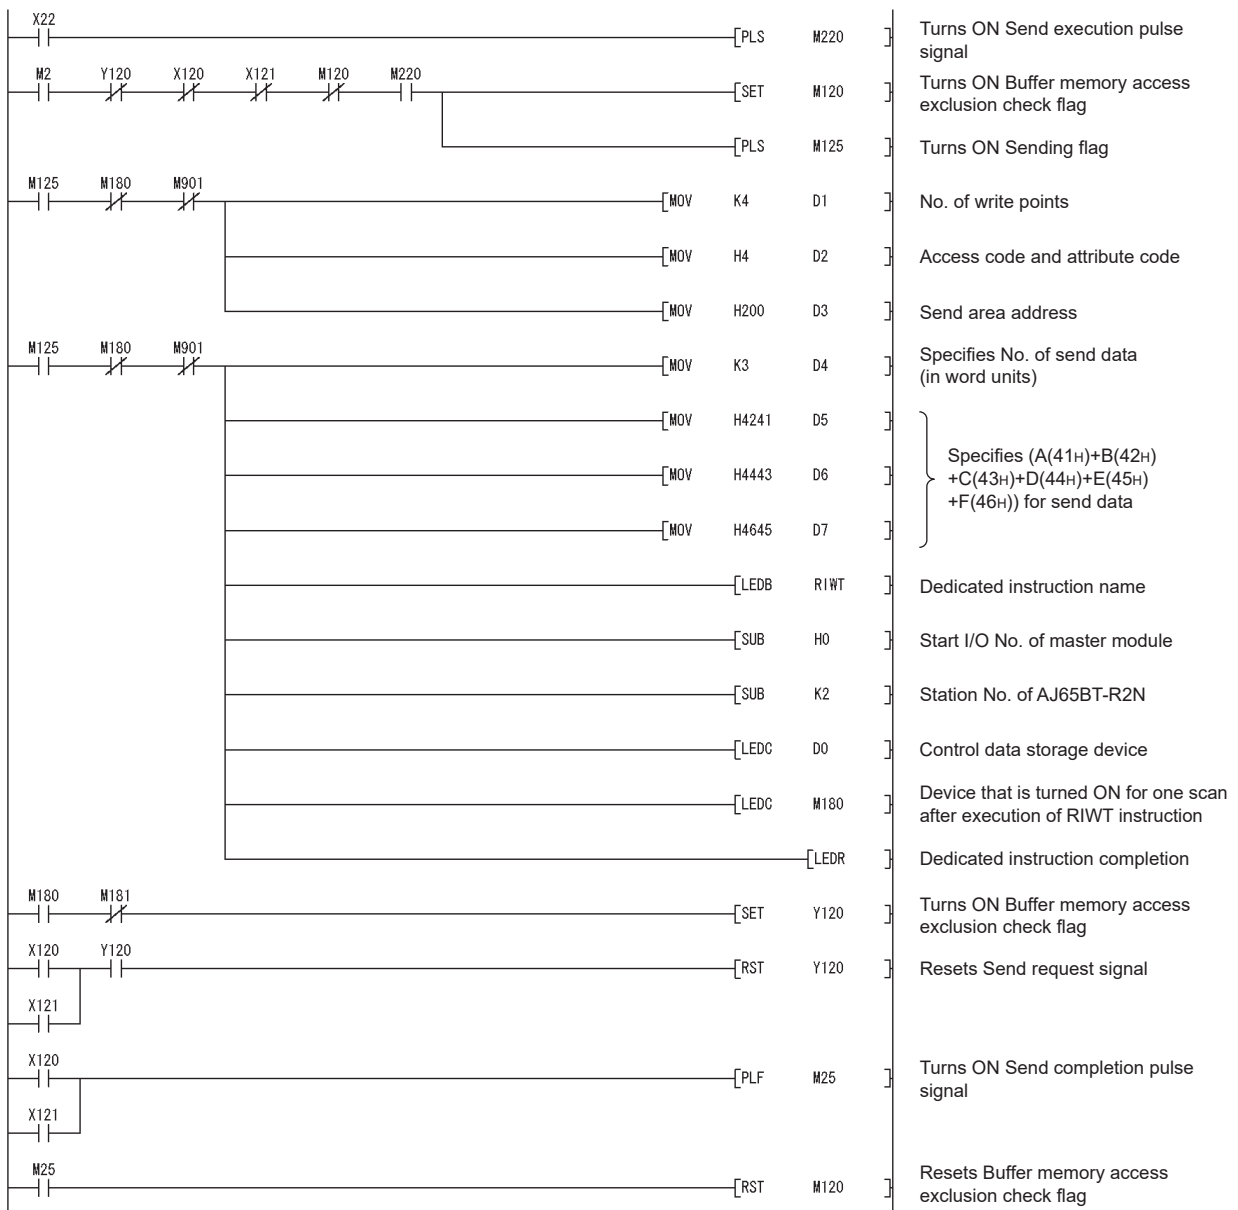 X22
PLS M220 Turns ON Send execution pulse
signal
M2 Y120 X120 X121 M120 M220
SET M120 Turns ON Buffer memory access
exclusion check flag
PLS M125 Turns ON Sending flag
M125 M180 M901
MOV K4 D1 No. of write points
MOV H4 D2 Access code and attribute code
MOV H200 D3 Send area address
M125 M180 M901
MOV K3 D4 Specifies No. of send data
(in word units)
MOV H4241 D5
MOV H4443 D6
MOV H4645 D7
Specifies (A(41H)+B(42H)
+C(43H)+D(44H)+E(45H)
+F(46H)) for send data
LEDB RIWT Dedicated instruction name
SUB H0 Start I/O No. of master module
SUB K2 Station No. of AJ65BT-R2N
LEDC D0 Control data storage device
LEDC M180 Device that is turned ON for one scan
after execution of RIWT instruction
LEDR Dedicated instruction completion
M180 M181
SET Y120 Turns ON Buffer memory access
exclusion check flag
X120 Y120
RST Y120 Resets Send request signal
X121
X120
PLF M25 Turns ON Send completion pulse
signal
X121
M25
RST M120 Resets Buffer memory access
exclusion check flag